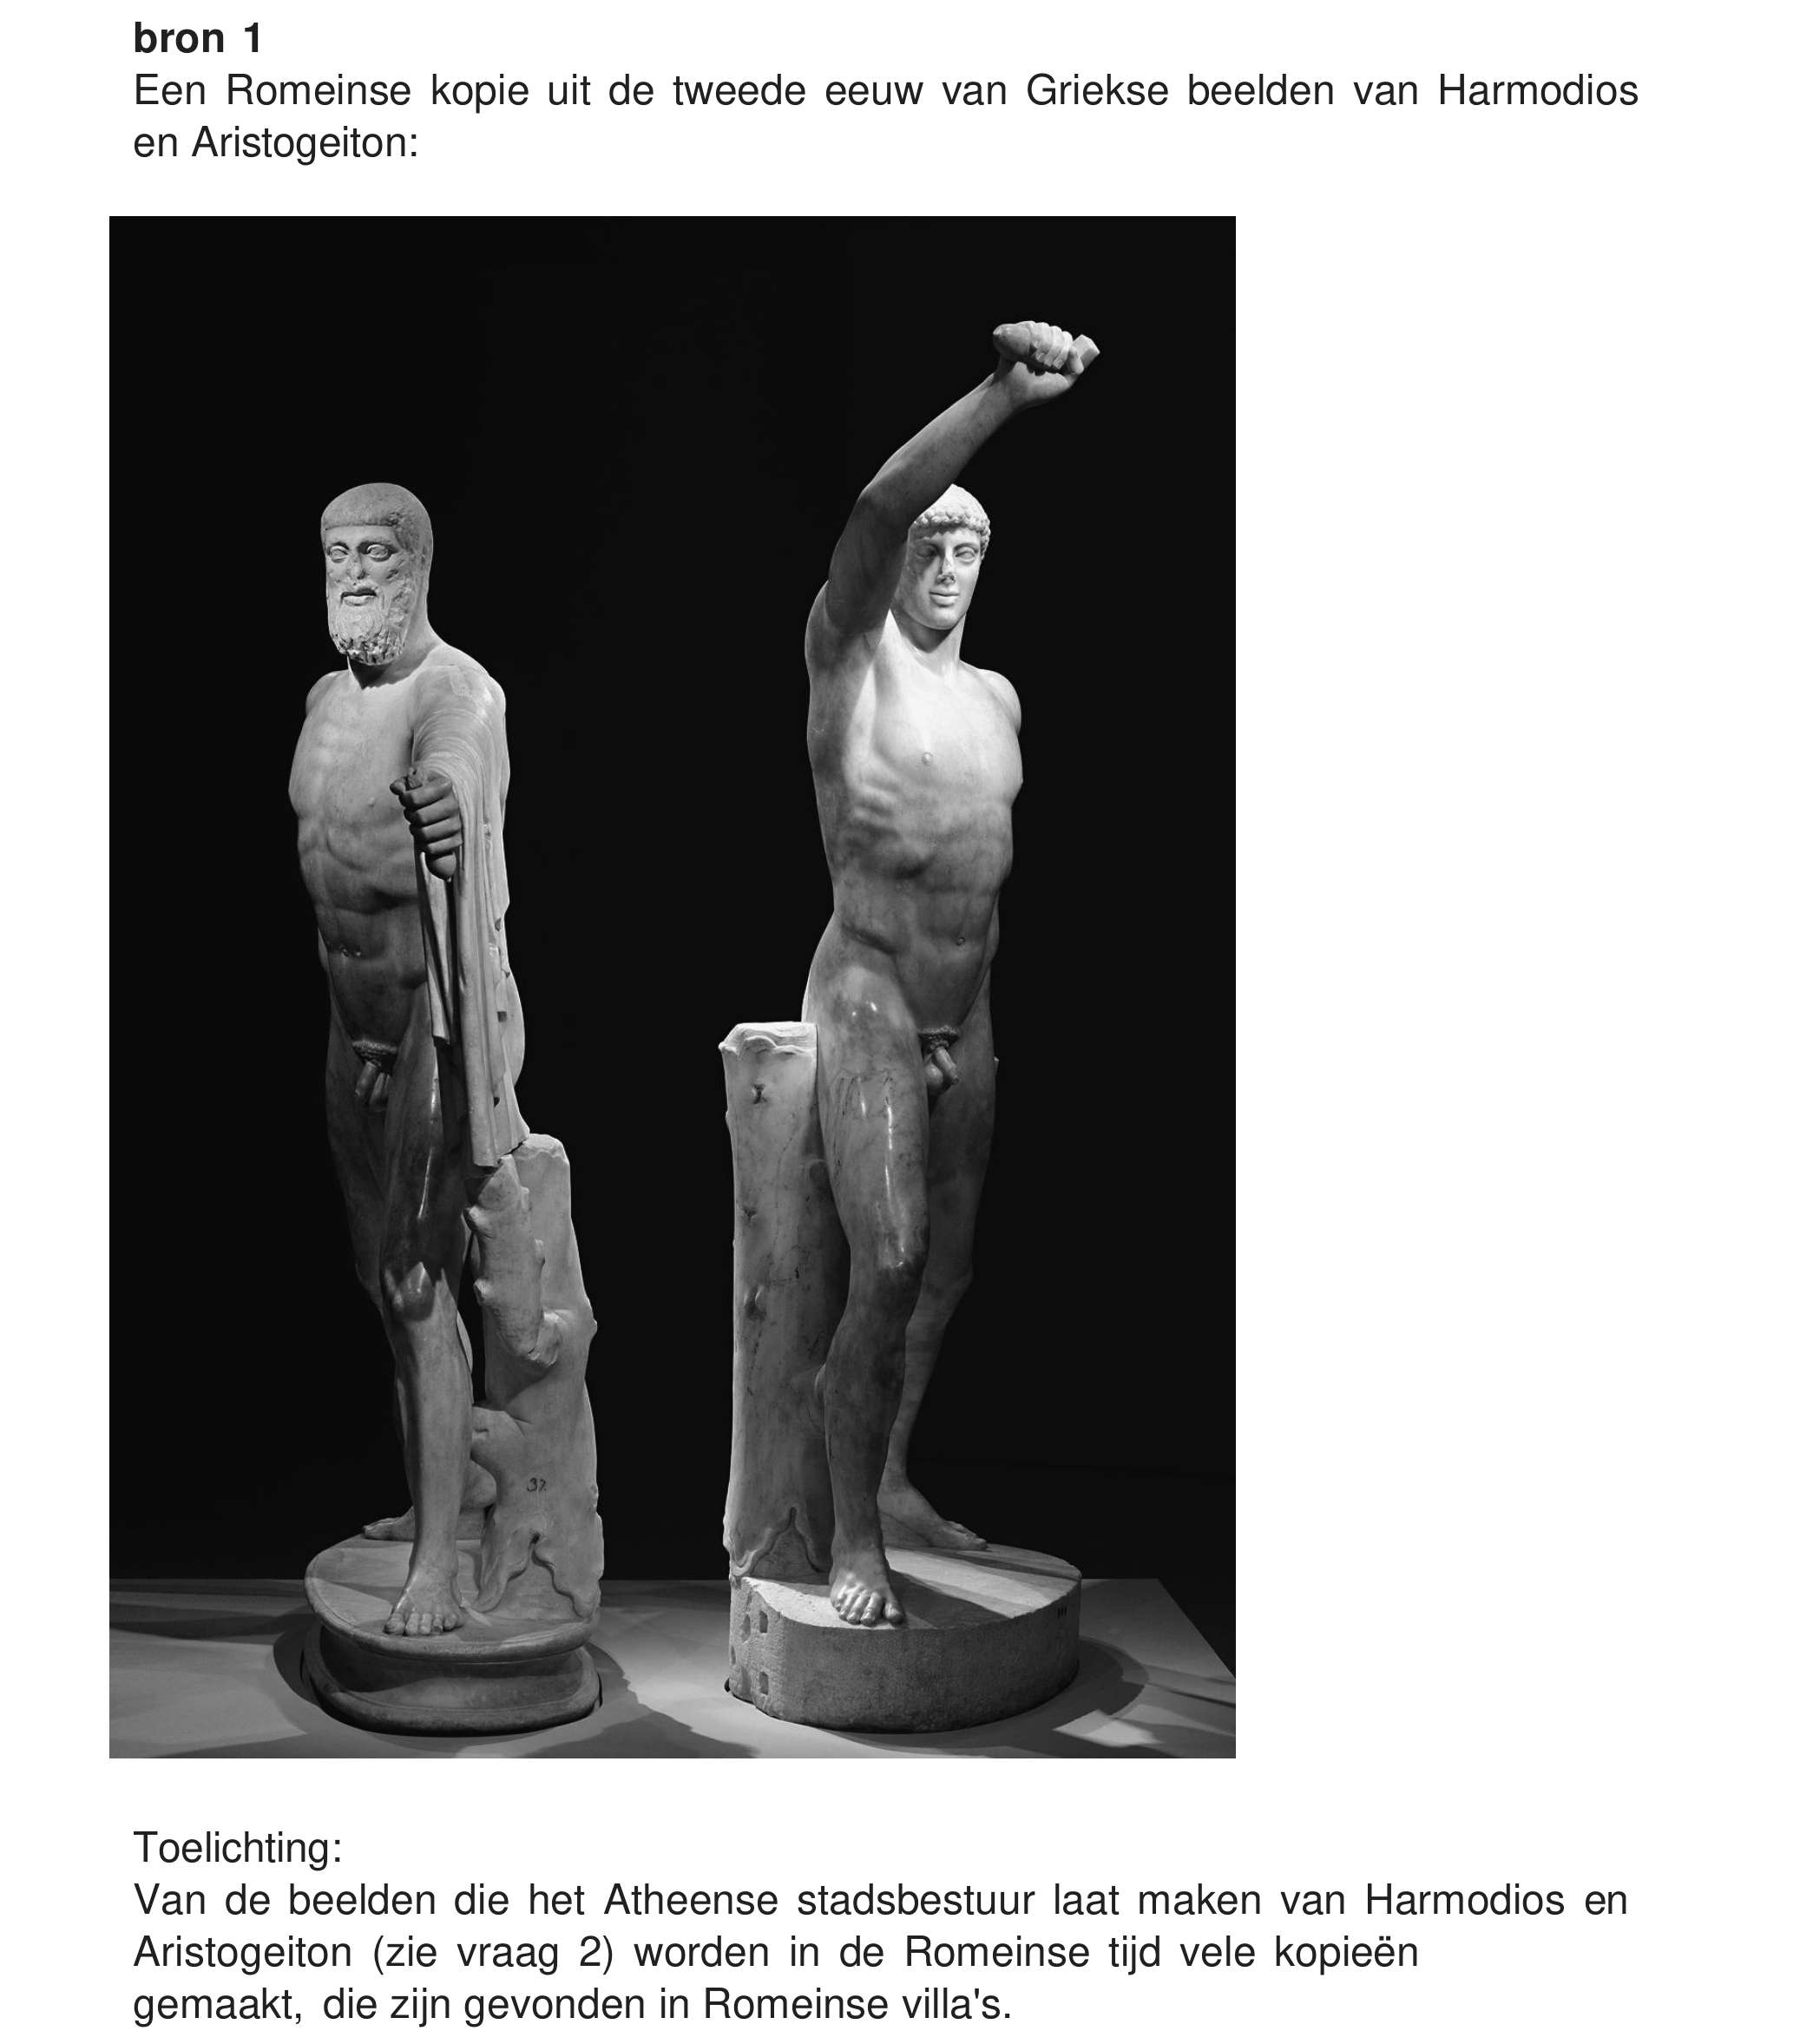 bron 1
Een Romeinse kopie uit de tweede eeuw van Griekse beelden van Harmodios
en Aristogeiton:
37
Toelichting:
Van de beelden die het Atheense stadsbestuur laat maken van Harmodios en
Aristogeiton (zie vraag 2) worden in de Romeinse tijd vele kopieën
gemaakt, die zijn gevonden in Romeinse villa's.